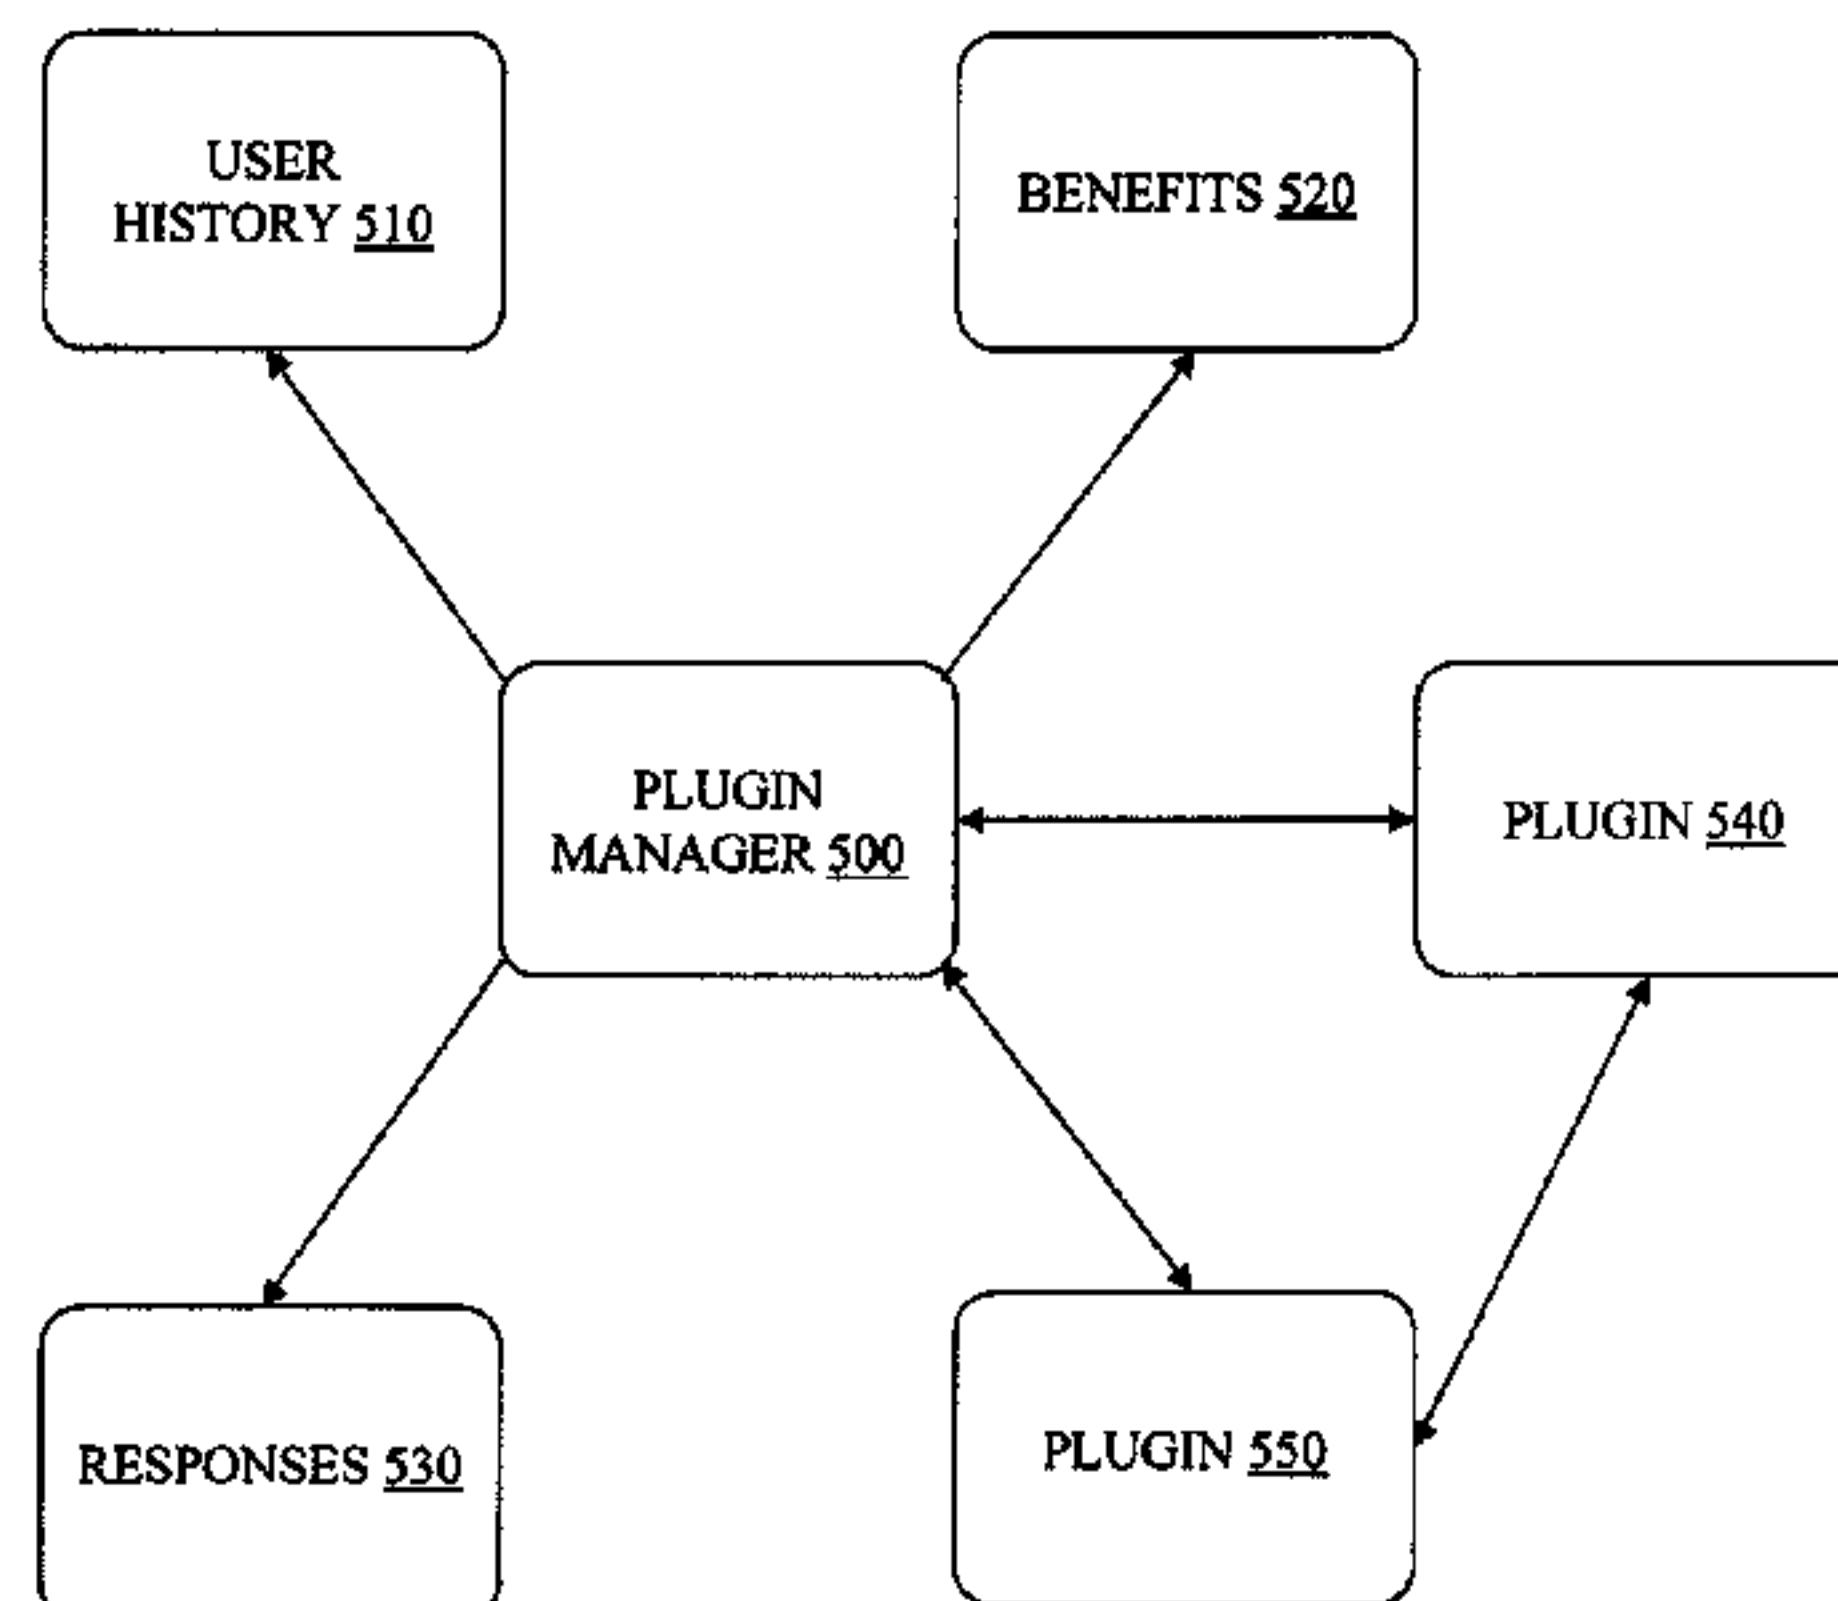 USER
HISTORY 510
BENEFITS 520
PLUGIN
MANAGER 500
PLUGIN 540
RESPONSES 530
PLUGIN 550